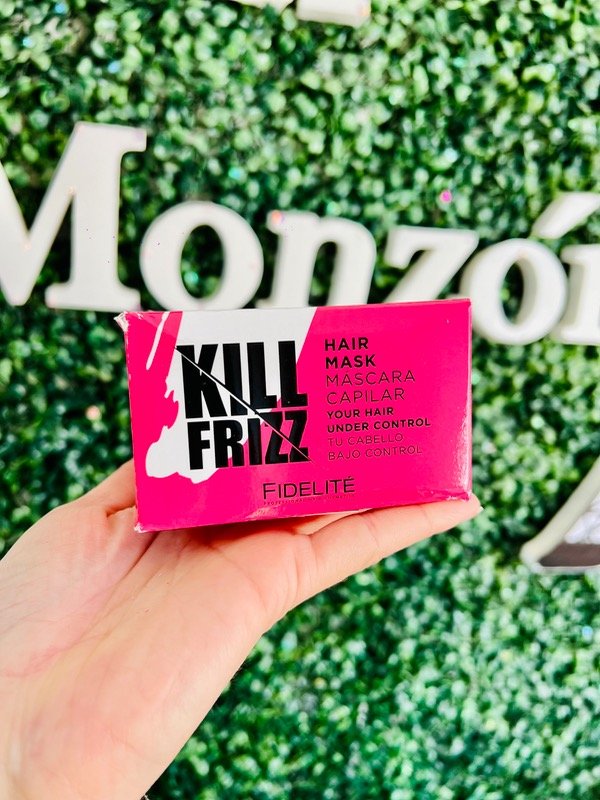 Monzón
KILL
FRIZZ
HAIR
MASK
MASCARA
CAPILAR
YOUR HAIR
UNDER CONTROL
TU CABELLO
BAJO CONTROL
FIDELITÉ